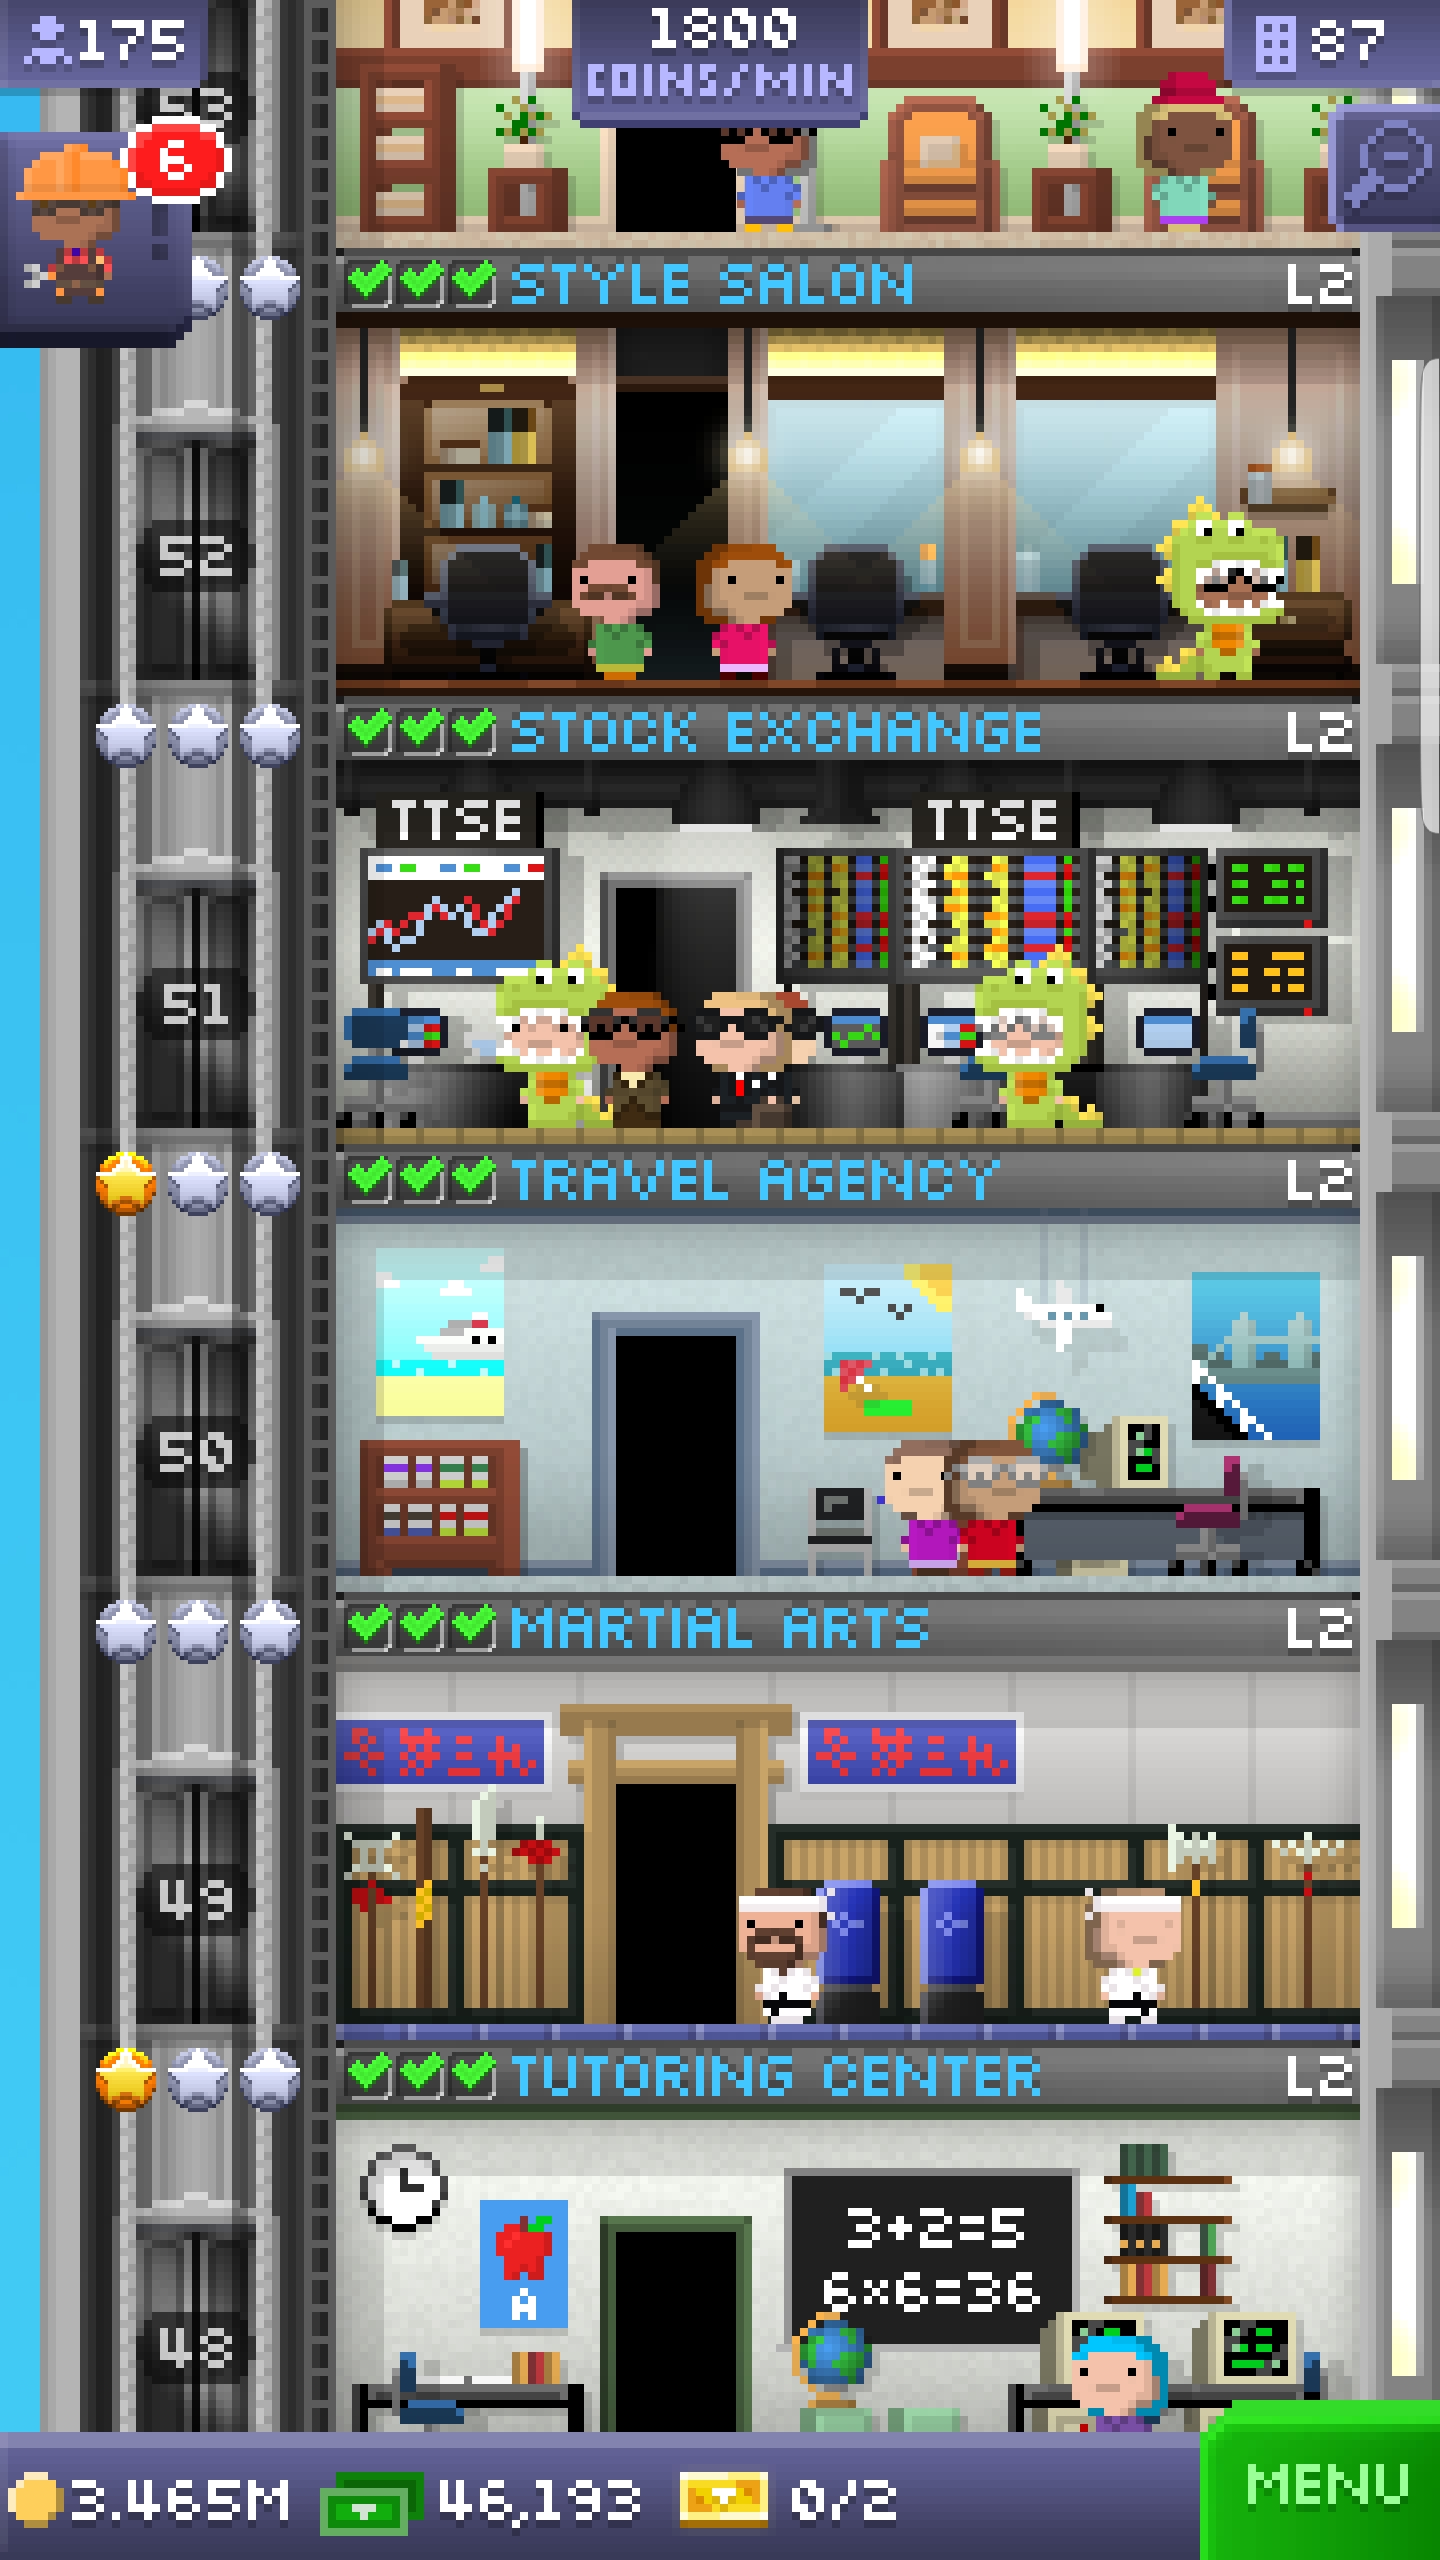 175
1800
COINS/MIN
87
53
6
STYLE SALON L2
52
STOCK EXCHANGE L2
TTSE TTSE
51
TRAVEL AGENCY L2
50
MARTIAL ARTS L2
49
TUTORING CENTER L2
3+2=5
6×6=36
A
48
3.465M 46,193 0/2
MENU